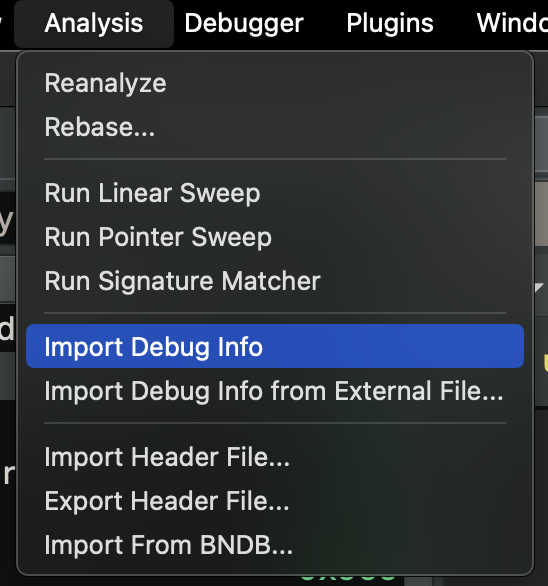 Analysis Debugger Plugins
Reanalyze
Rebase...
Run Linear Sweep
Run Pointer Sweep
Run Signature Matcher
Import Debug Info
Import Debug Info from External File...
Import Header File...
Export Header File...
Import From BNDB...